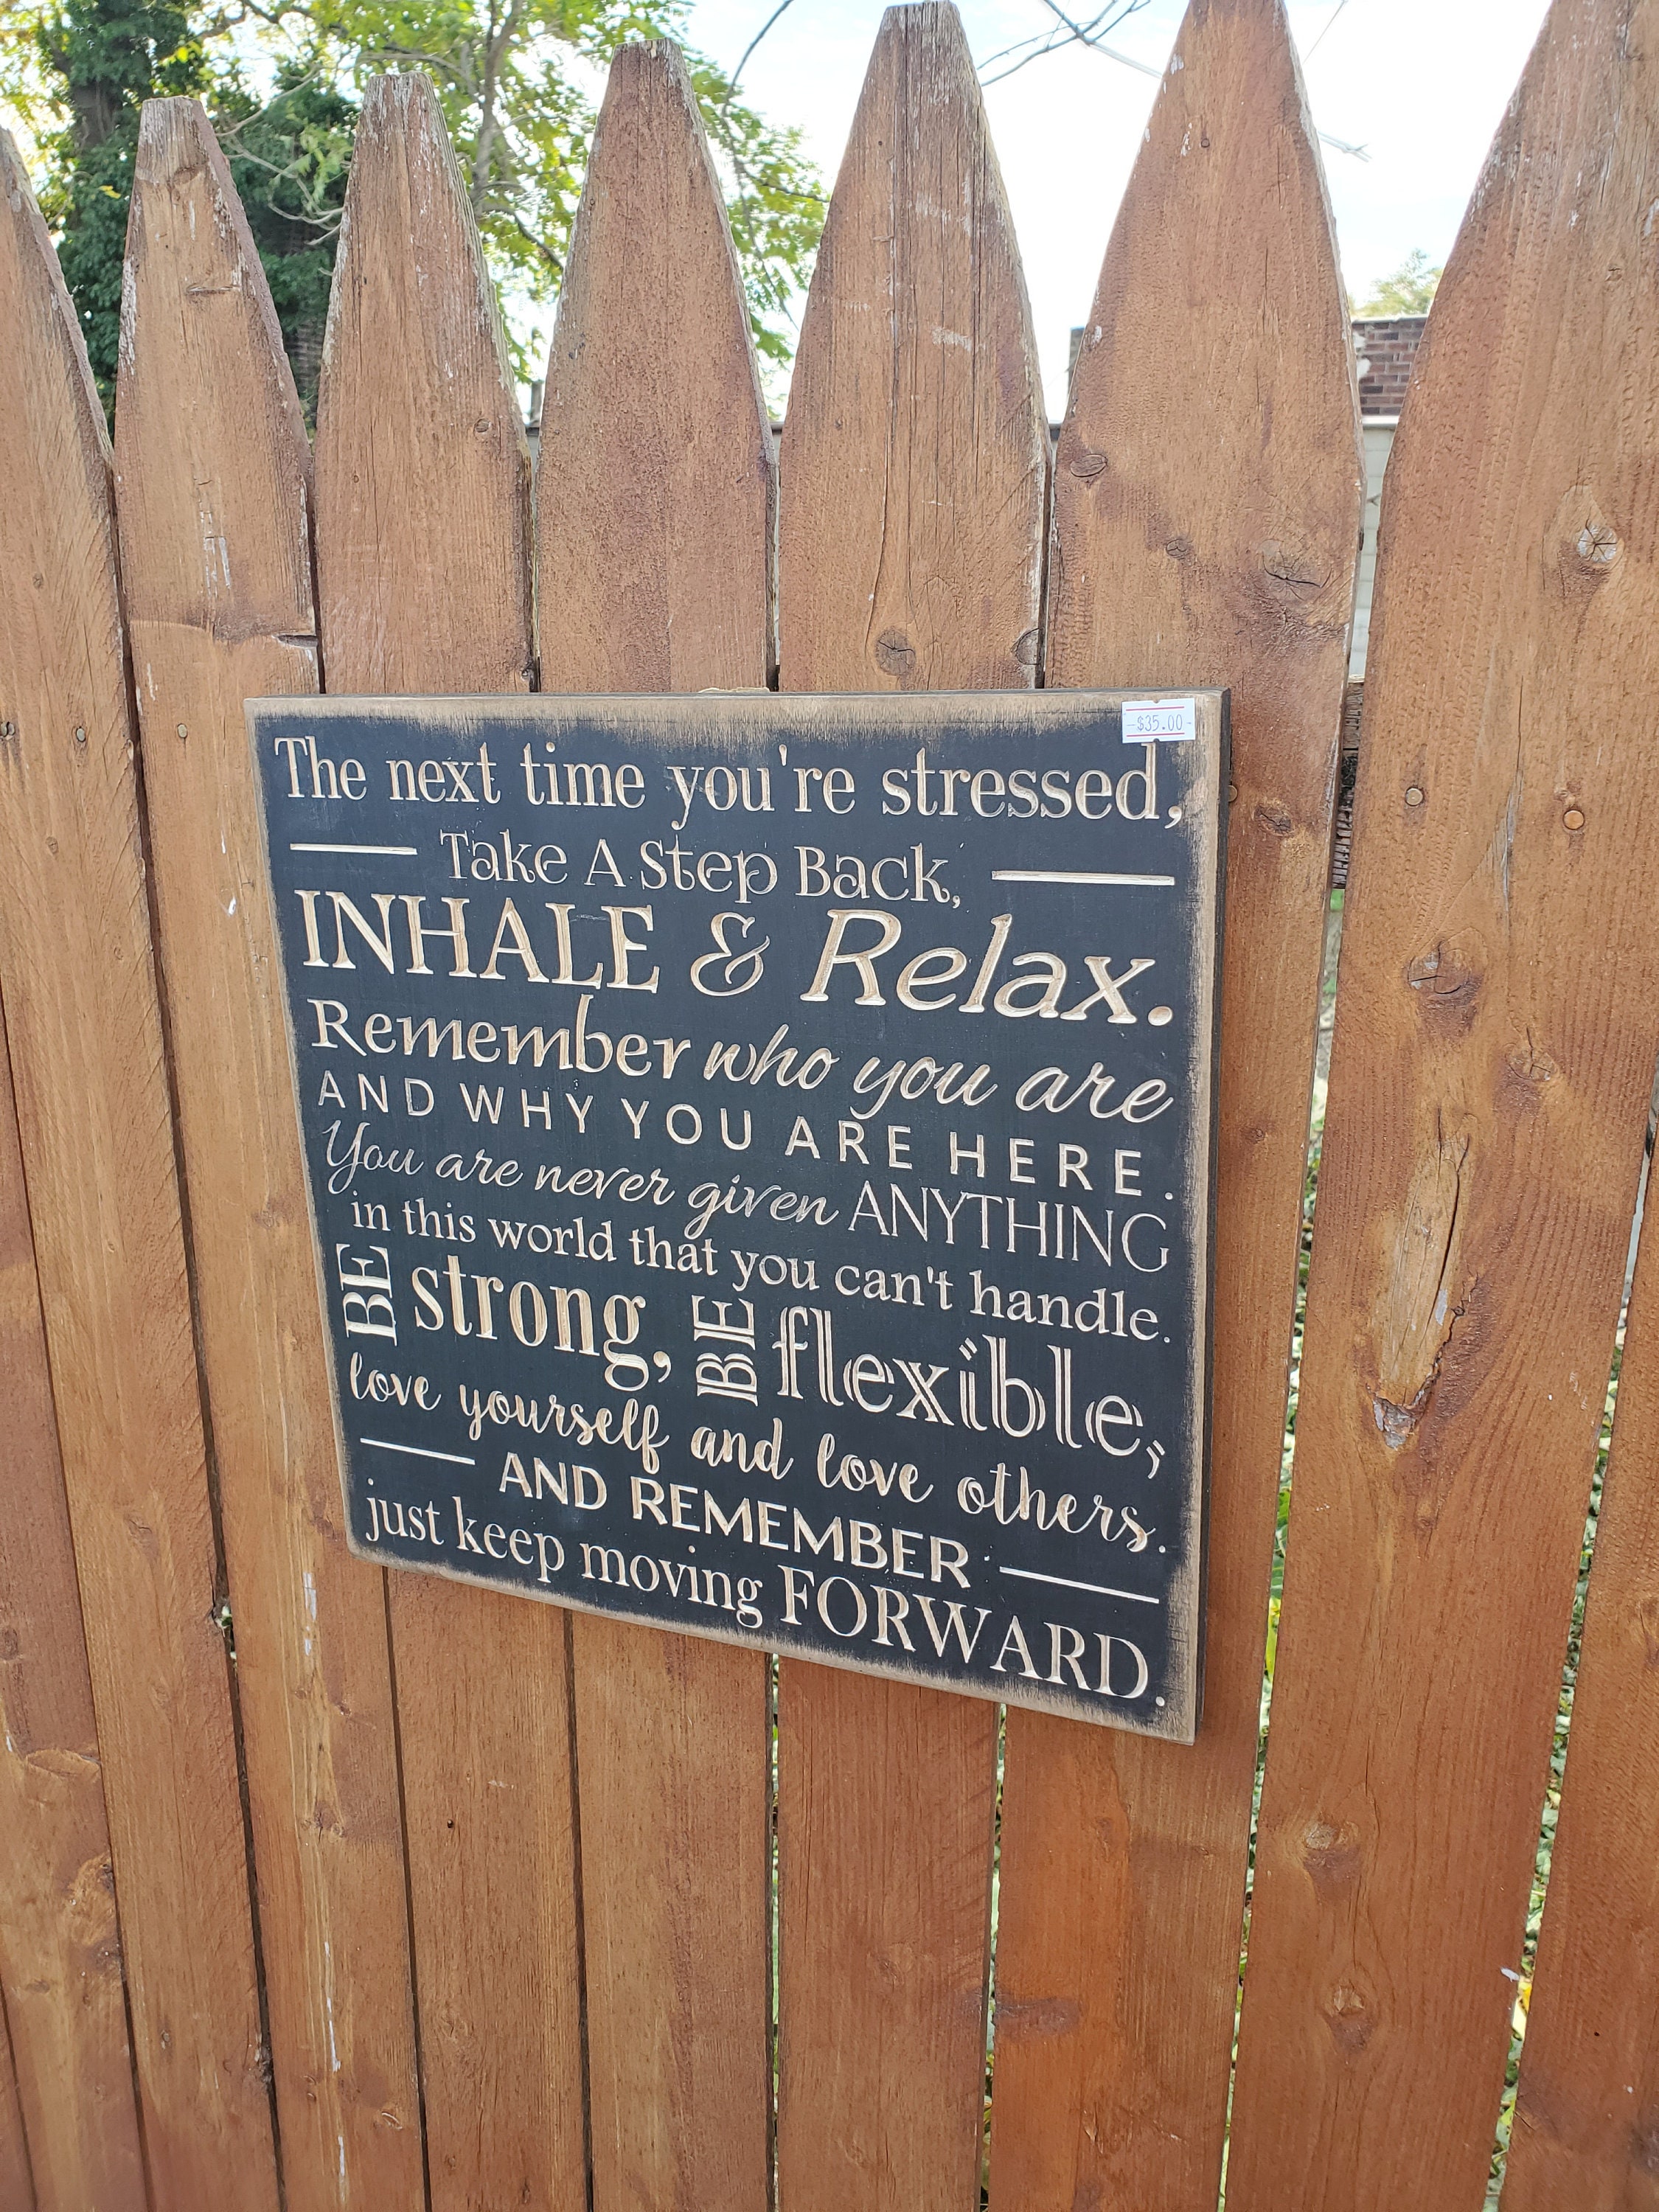 -$35.00-
The next time you're stressed,
Take A Step Back,
INHALE & Relax.
Remember who you are
AND WHY YOU ARE HERE.
You are never given ANYTHING
in this world that you can't handle.
BE strong, BE flexible,
love yourself and love others.
AND REMEMBER
just keep moving FORWARD.